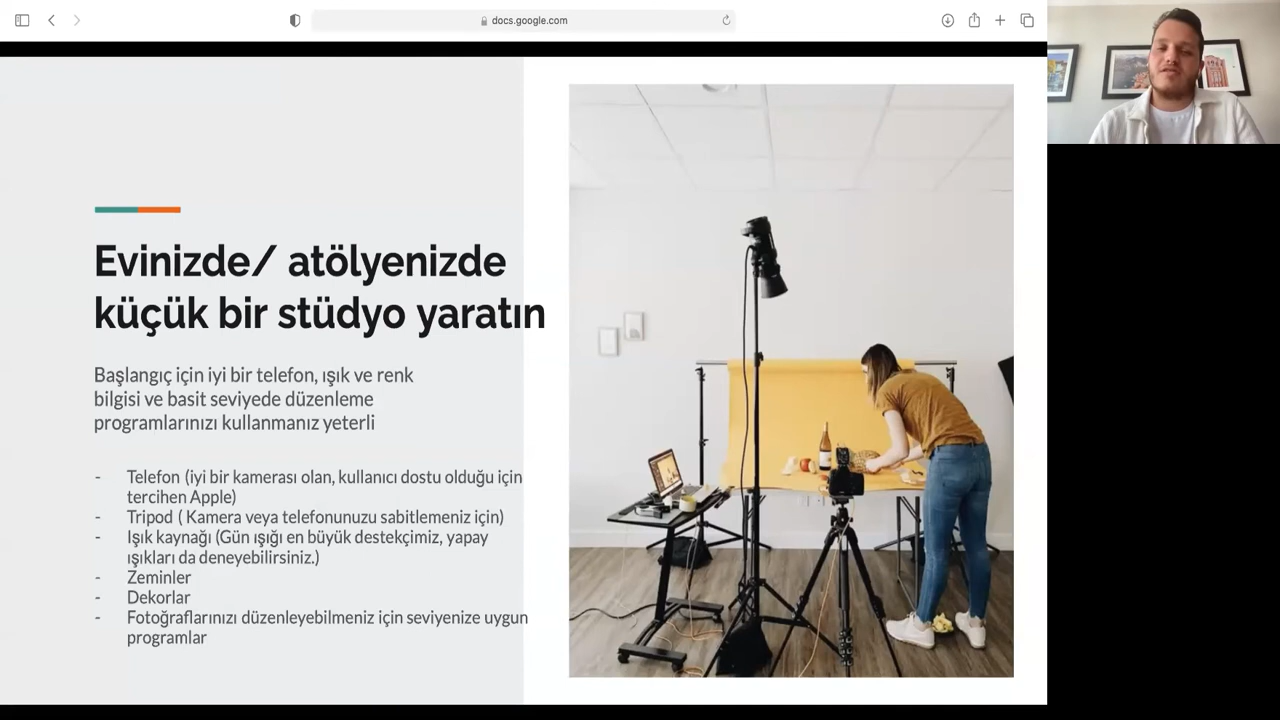 docs.google.com
Evinizde/ atölyenizde
küçük bir stüdyo yaratın
Başlangıç için iyi bir telefon, ışık ve renk
bilgisi ve basit seviyede düzenleme
programlarınızı kullanmanız yeterli
- Telefon (iyi bir kamerası olan, kullanıcı dostu olduğu için
tercihen Apple)
- Tripod ( Kamera veya telefonunuzu sabitlemeniz için)
- Işık kaynağı (Gün ışığı en büyük destekçimiz, yapay
ışıkları da deneyebilirsiniz.)
- Zeminler
- Dekorlar
- Fotoğraflarınızı düzenleyebilmeniz için seviyenize uygun
programlar